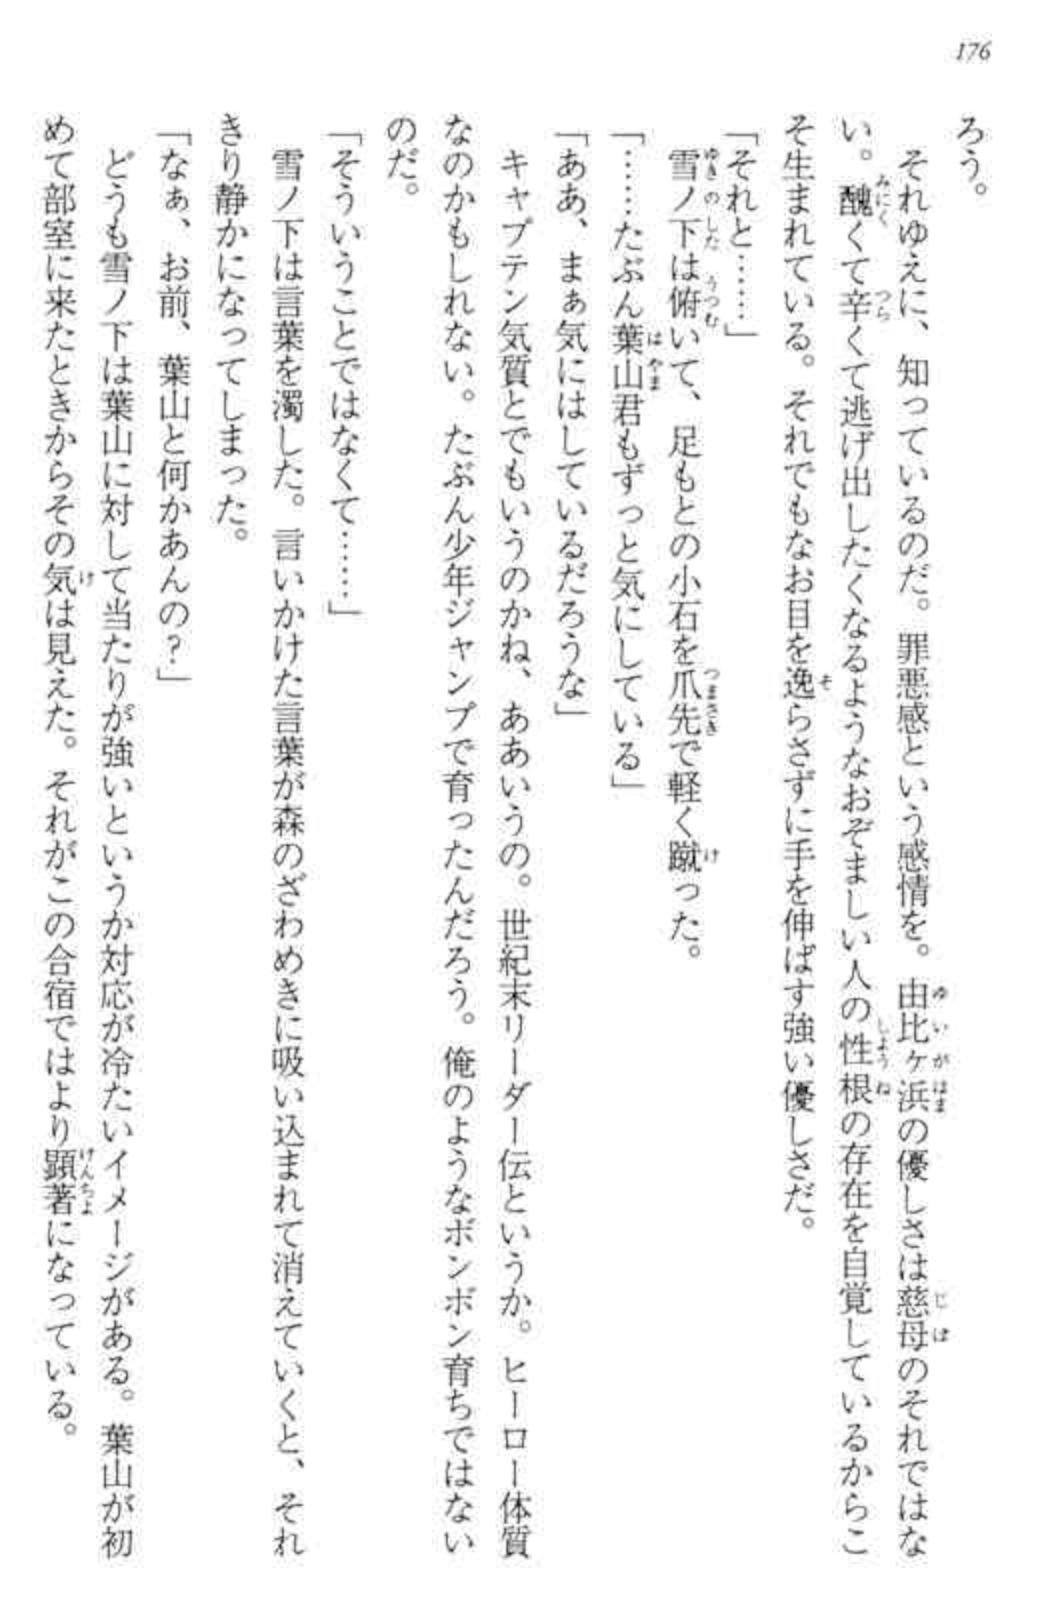 176
ろう。
　それゆえに、知っているのだ。罪悪感という感情を。由比ヶ浜の優しさは慈母のそれではな
い。醜くて辛くて逃げ出したくなるようなおぞましい人の性根の存在を自覚しているからこ
そ生まれている。それでもなお目を逸らさずに手を伸ばす強い優しさだ。
「それと……」
　雪ノ下は俯いて、足もとの小石を爪先で軽く蹴った。
「……たぶん葉山君もずっと気にしている」
「ああ、まぁ気にはしているだろうな」
　キャプテン気質とでもいうのかね、ああいうの。世紀末リーダー伝というか。ヒーロー体質
なのかもしれない。たぶん少年ジャンプで育ったんだろう。俺のようなボンボン育ちではない
のだ。
「そういうことではなくて……」
　雪ノ下は言葉を濁した。言いかけた言葉が森のざわめきに吸い込まれて消えていくと、それ
きり静かになってしまった。
「なぁ、お前、葉山と何かあんの？」
　どうも雪ノ下は葉山に対して当たりが強いというか対応が冷たいイメージがある。葉山が初
めて部室に来たときからその気は見えた。それがこの合宿ではより顕著になっている。